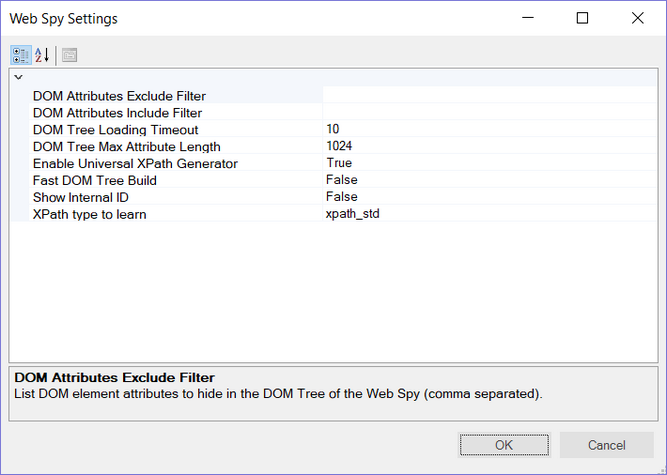 Web Spy Settings
DOM Attributes Exclude Filter
DOM Attributes Include Filter
DOM Tree Loading Timeout 10
DOM Tree Max Attribute Length 1024
Enable Universal XPath Generator True
Fast DOM Tree Build False
Show Internal ID False
XPath type to learn xpath_std
DOM Attributes Exclude Filter
List DOM element attributes to hide in the DOM Tree of the Web Spy (comma separated).
OK Cancel